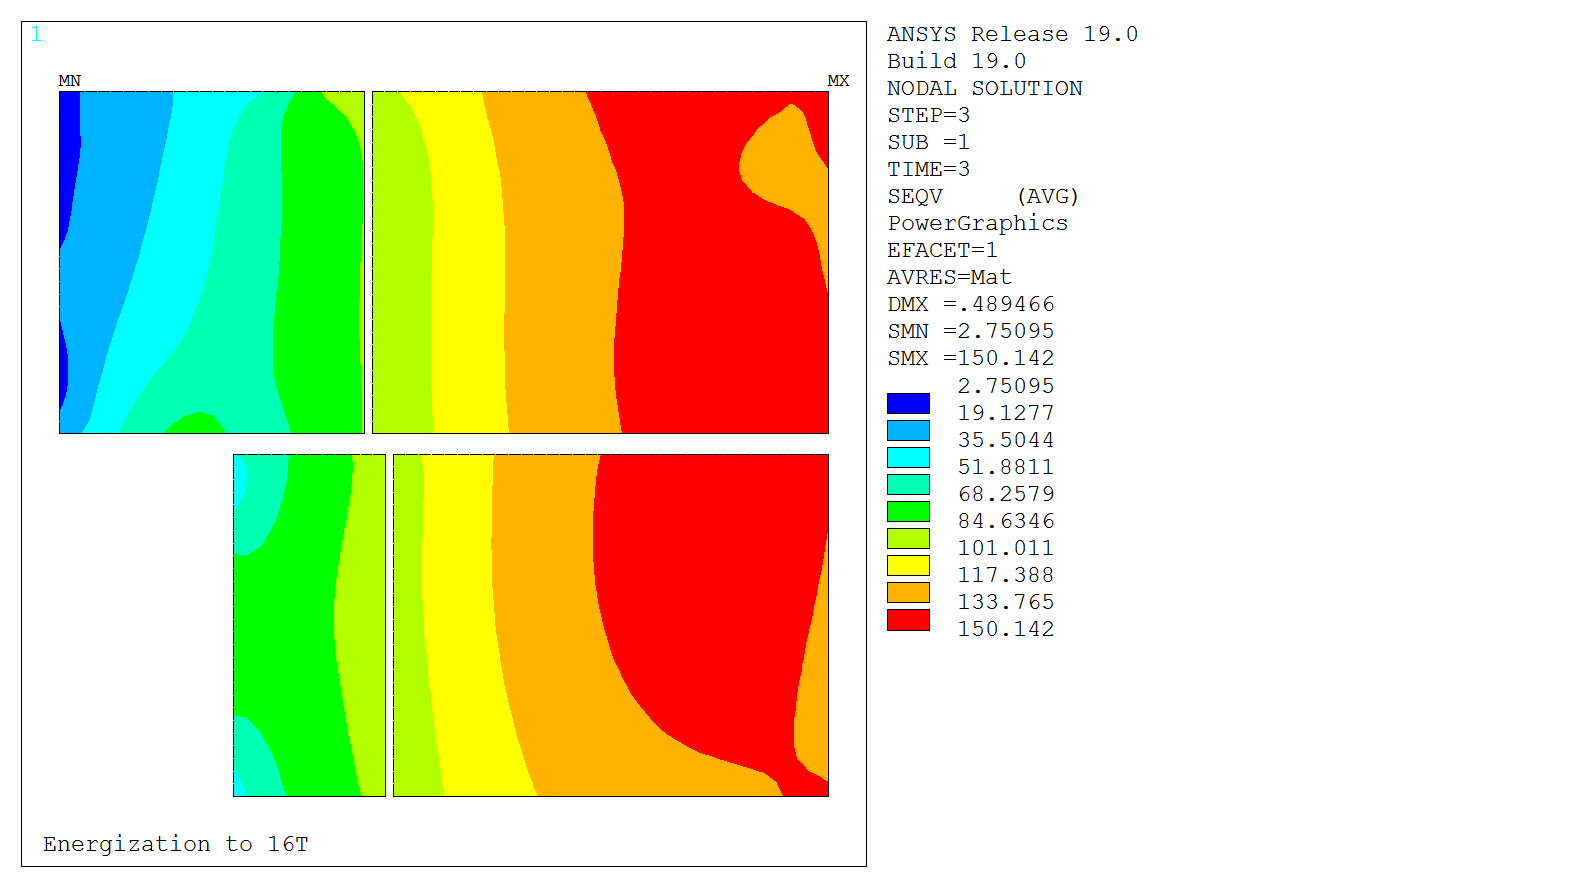 1
MN
MX
ANSYS Release 19.0
Build 19.0
NODAL SOLUTION
STEP=3
SUB =1
TIME=3
SEQV     (AVG)
PowerGraphics
EFACET=1
AVRES=Mat
DMX =.489466
SMN =2.75095
SMX =150.142
2.75095
19.1277
35.5044
51.8811
68.2579
84.6346
101.011
117.388
133.765
150.142
Energization to 16T